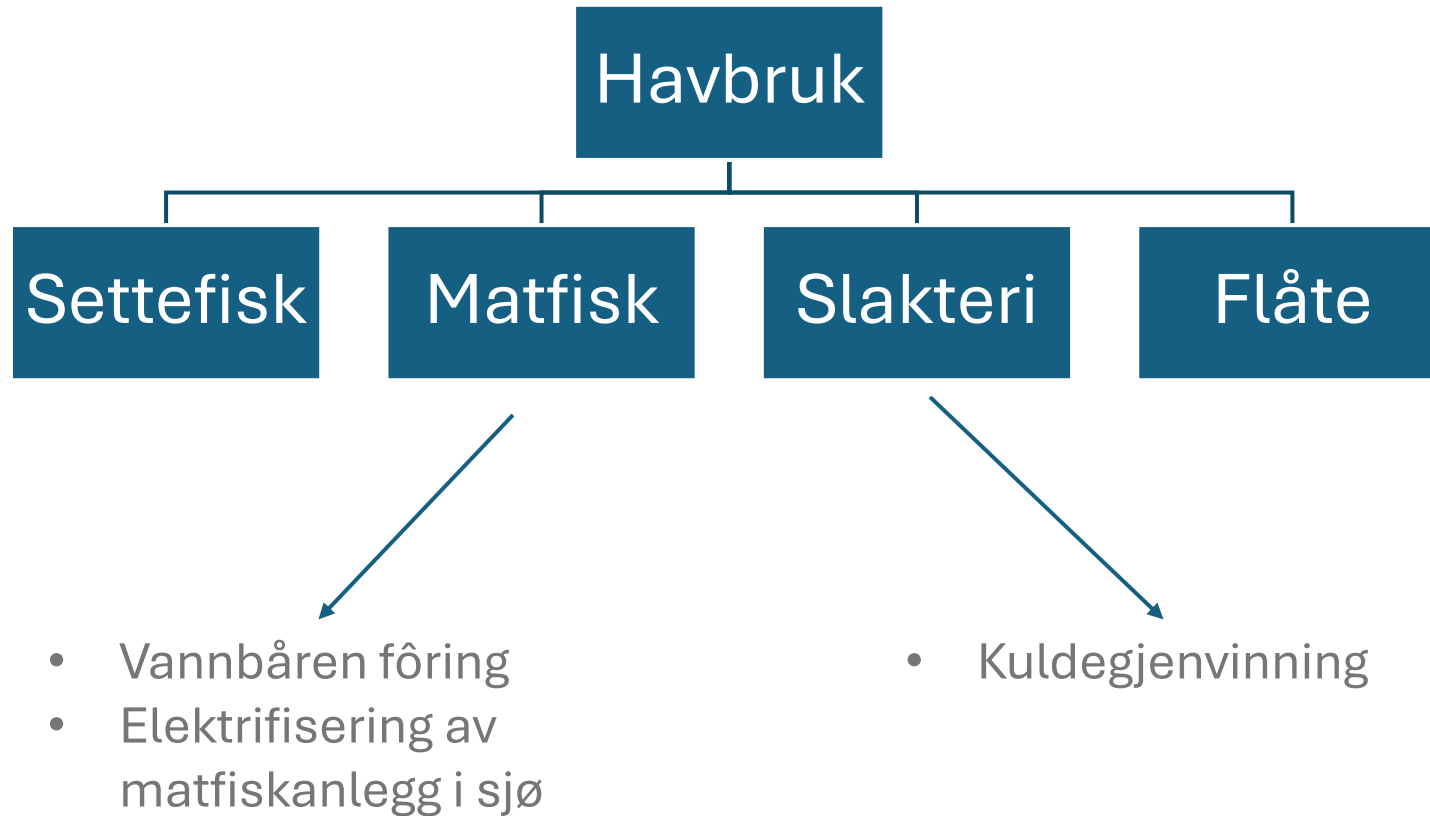 Havbruk
Settefisk
Matfisk
Slakteri
Flåte
• Vannbåren fôring
• Elektrifisering av
matfiskanlegg i sjø
• Kuldegjenvinning